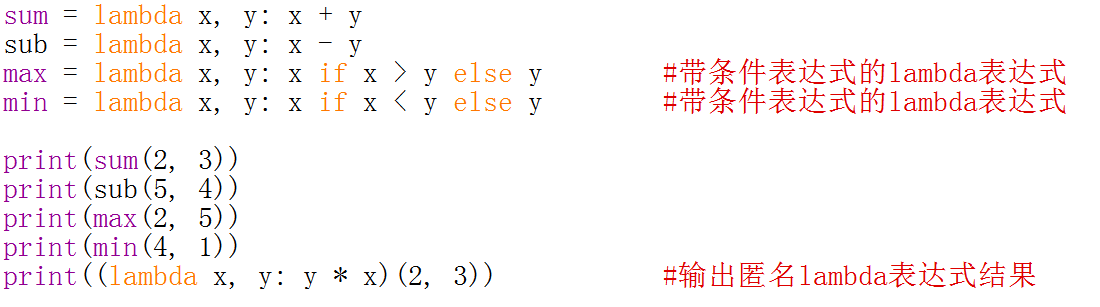 sum = lambda x, y: x + y
sub = lambda x, y: x - y
max = lambda x, y: x if x > y else y #带条件表达式的lambda表达式
min = lambda x, y: x if x < y else y #带条件表达式的lambda表达式
print(sum(2, 3))
print(sub(5, 4))
print(max(2, 5))
print(min(4, 1))
print((lambda x, y: y * x)(2, 3)) #输出匿名lambda表达式结果